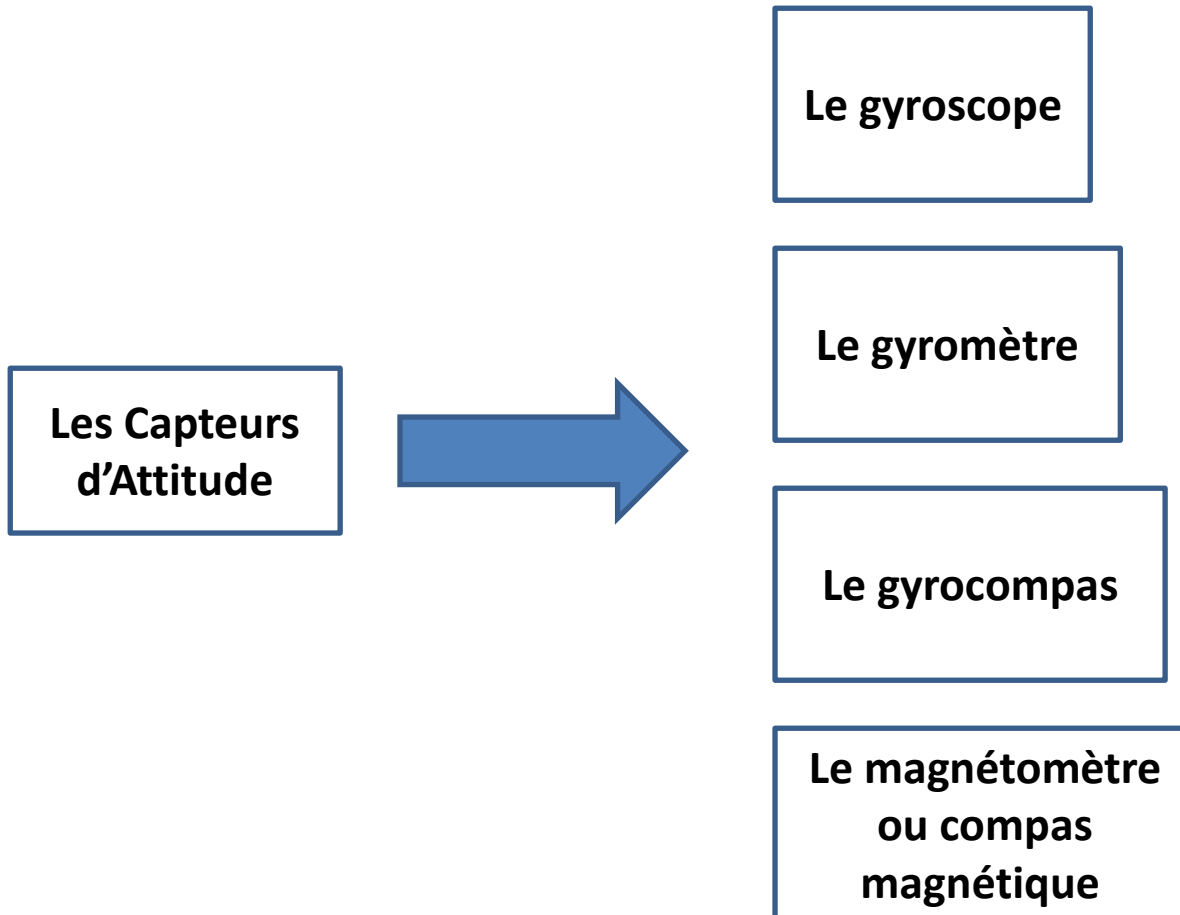 Le gyroscope
Le gyromètre
Les Capteurs
d’Attitude
Le gyrocompas
Le magnétomètre
ou compas
magnétique